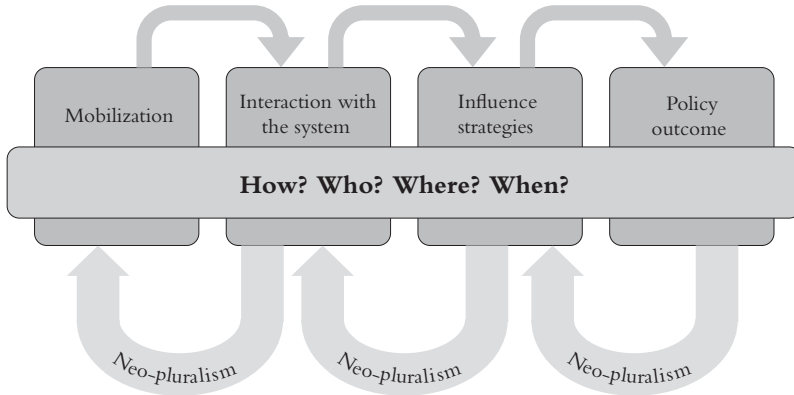 Mobilization
Interaction with
the system
Influence
strategies
Policy
outcome
How? Who? Where? When?
Neo-pluralism
Neo-pluralism
Neo-pluralism